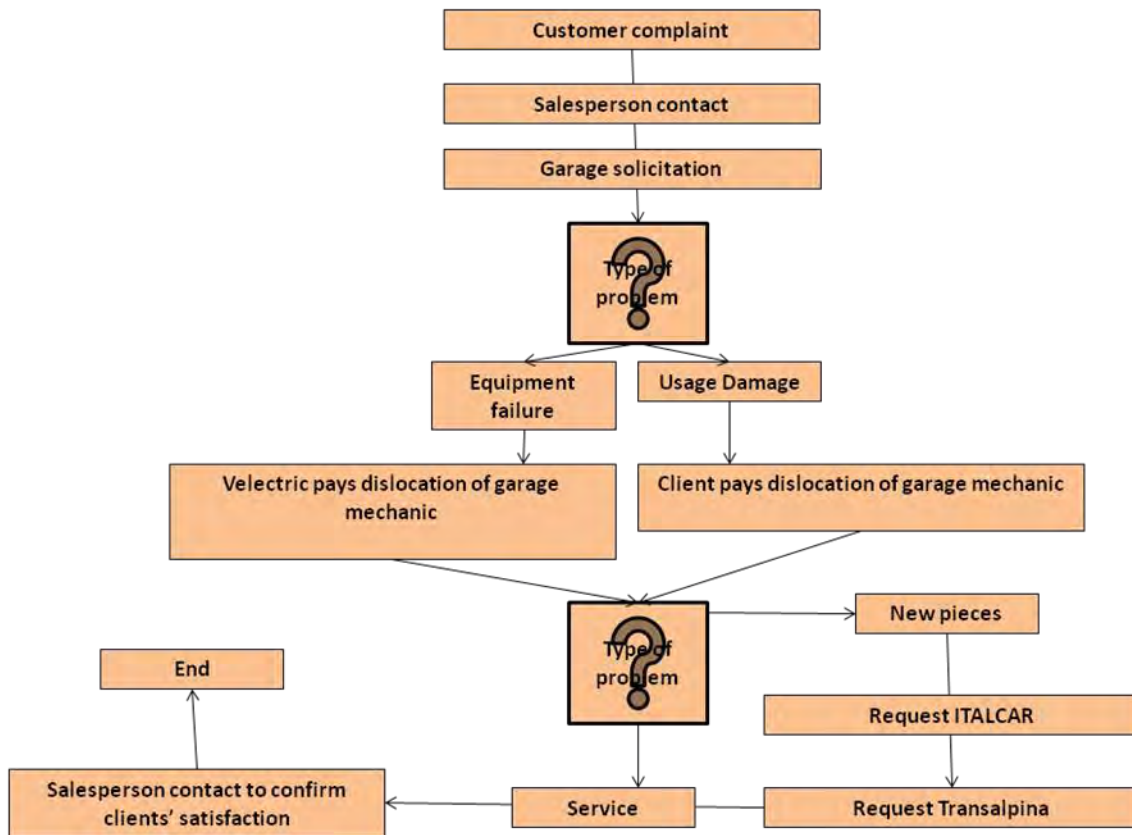 Customer complaint
Salesperson contact
Garage solicitation
Type of
problem
Equipment
failure
Usage Damage
Velectric pays dislocation of garage
mechanic
Client pays dislocation of garage mechanic
Type of
problem
New pieces
End
Request ITALCAR
Salesperson contact to confirm
clients’ satisfaction
Service
Request Transalpina